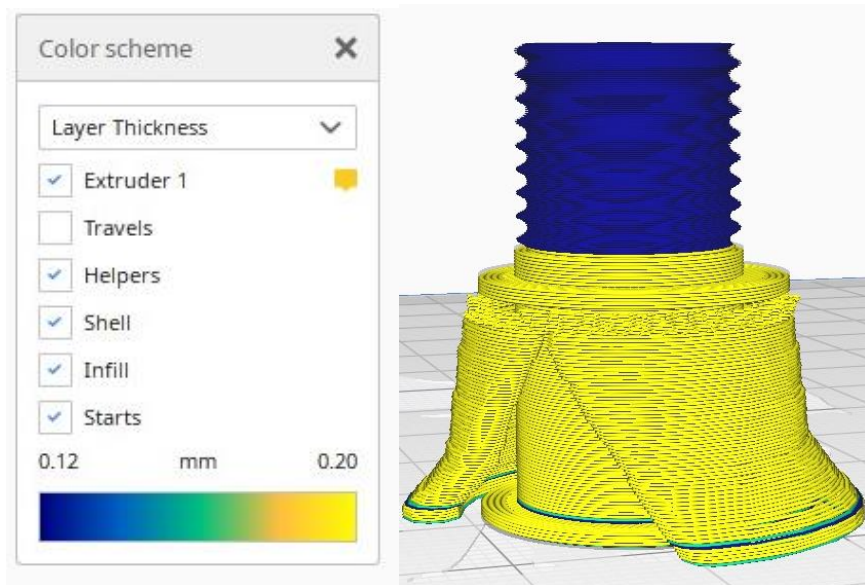 Color scheme
Layer Thickness
Extruder 1
Travels
Helpers
Shell
Infill
Starts
0.12 mm 0.20